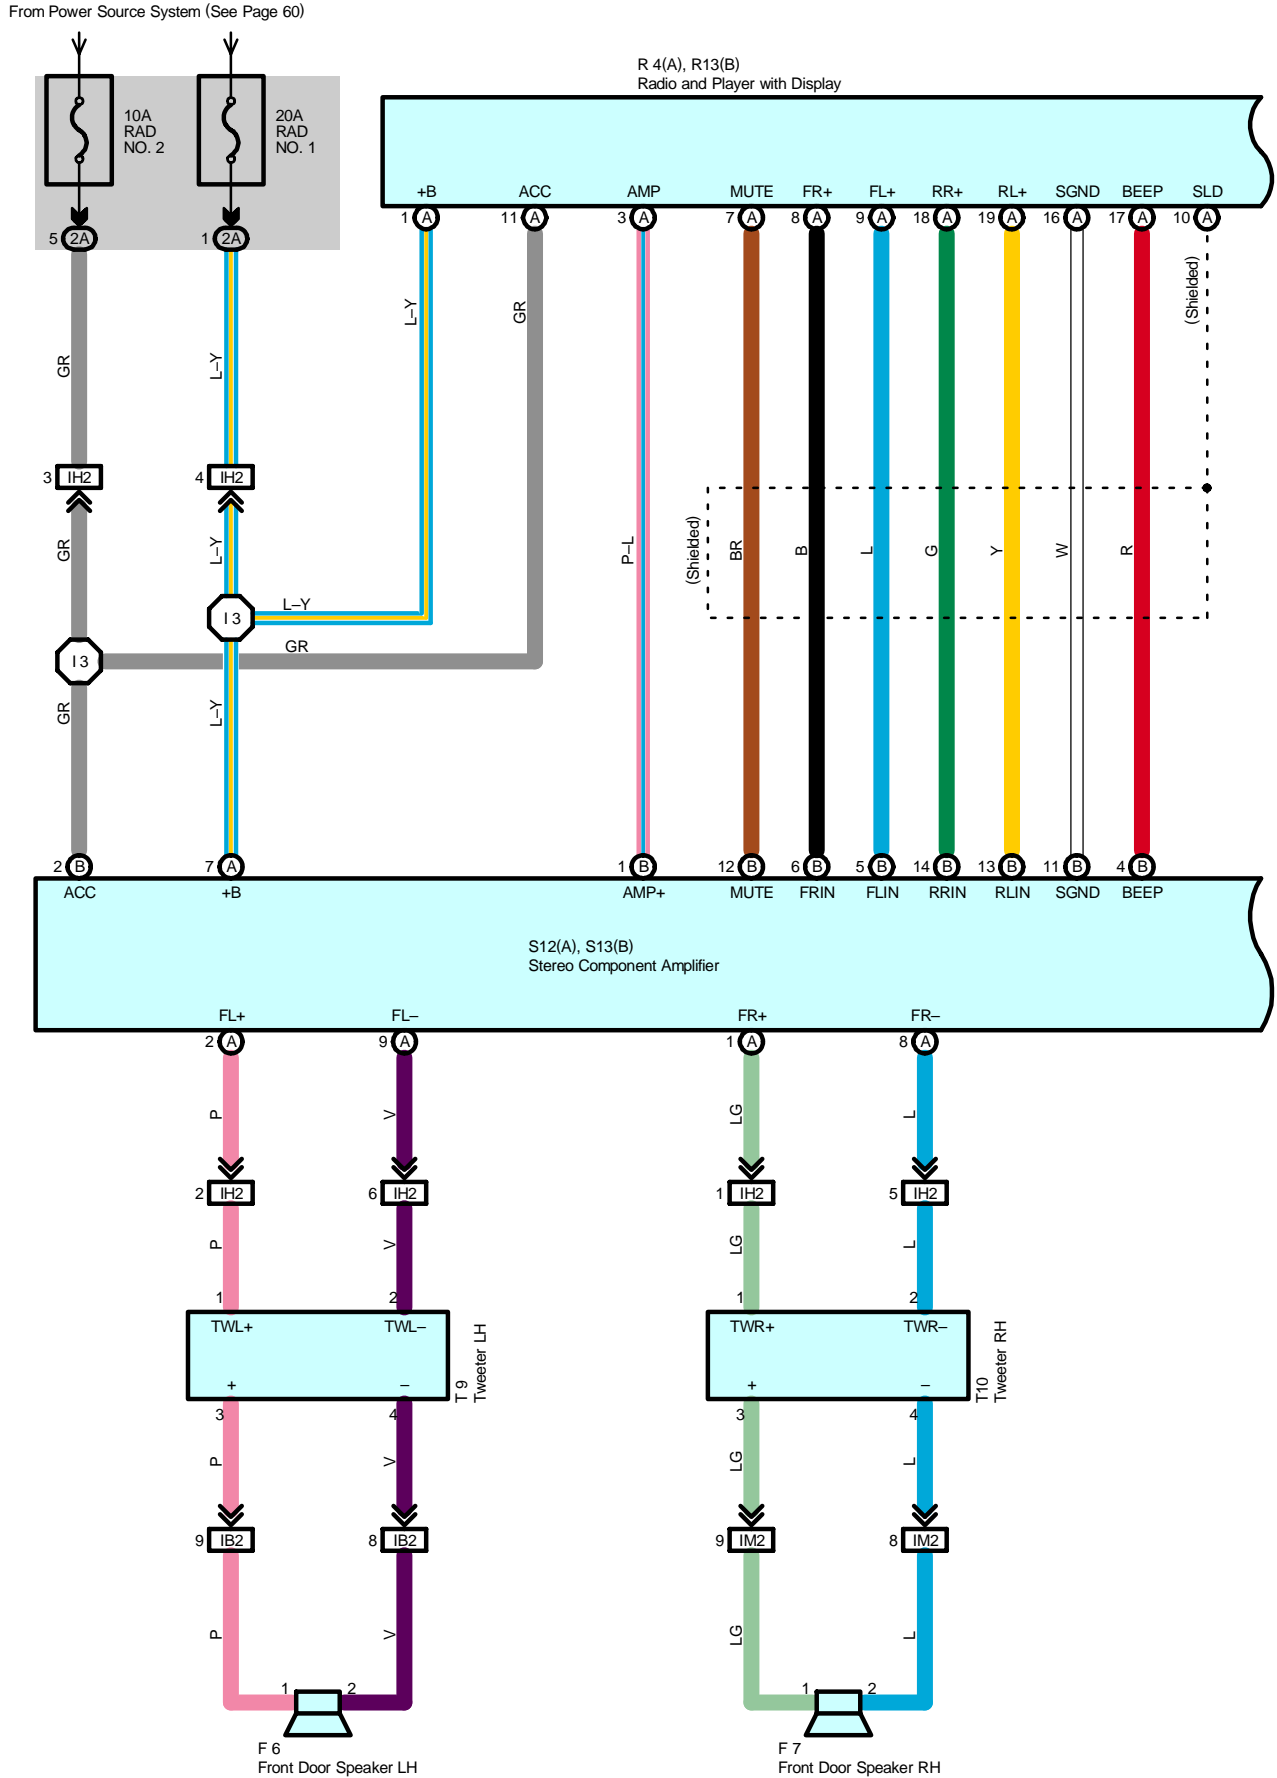 From Power Source System (See Page 60)
10A
RAD
NO. 2
20A
RAD
NO. 1
R 4(A), R13(B)
Radio and Player with Display
+B ACC AMP MUTE FR+ FL+ RR+ RL+ SGND BEEP SLD
1 A 11 A 3 A 7 A 8 A 9 A 18 A 19 A 16 A 17 A 10 A
5 2A 1 2A
(Shielded)
L–Y GR
GR L–Y
3 IH2 4 IH2
GR L–Y P–L (Shielded) BR B L G Y W R
I 3 L–Y
I 3 GR
GR L–Y
2 B 7 A 1 B 12 B 6 B 5 B 14 B 13 B 11 B 4 B
ACC +B AMP+ MUTE FRIN FLIN RRIN RLIN SGND BEEP
S12(A), S13(B)
Stereo Component Amplifier
FL+ FL– FR+ FR–
2 A 9 A 1 A 8 A
P V LG L
2 IH2 6 IH2 1 IH2 5 IH2
P V LG L
1 2 1 2
TWL+ TWL– TWR+ TWR–
T 9
Tweeter LH
T10
Tweeter RH
+ – + –
3 4 3 4
P V LG L
9 IB2 8 IB2 9 IM2 8 IM2
P V LG L
1 2 1 2
F 6
Front Door Speaker LH
F 7
Front Door Speaker RH